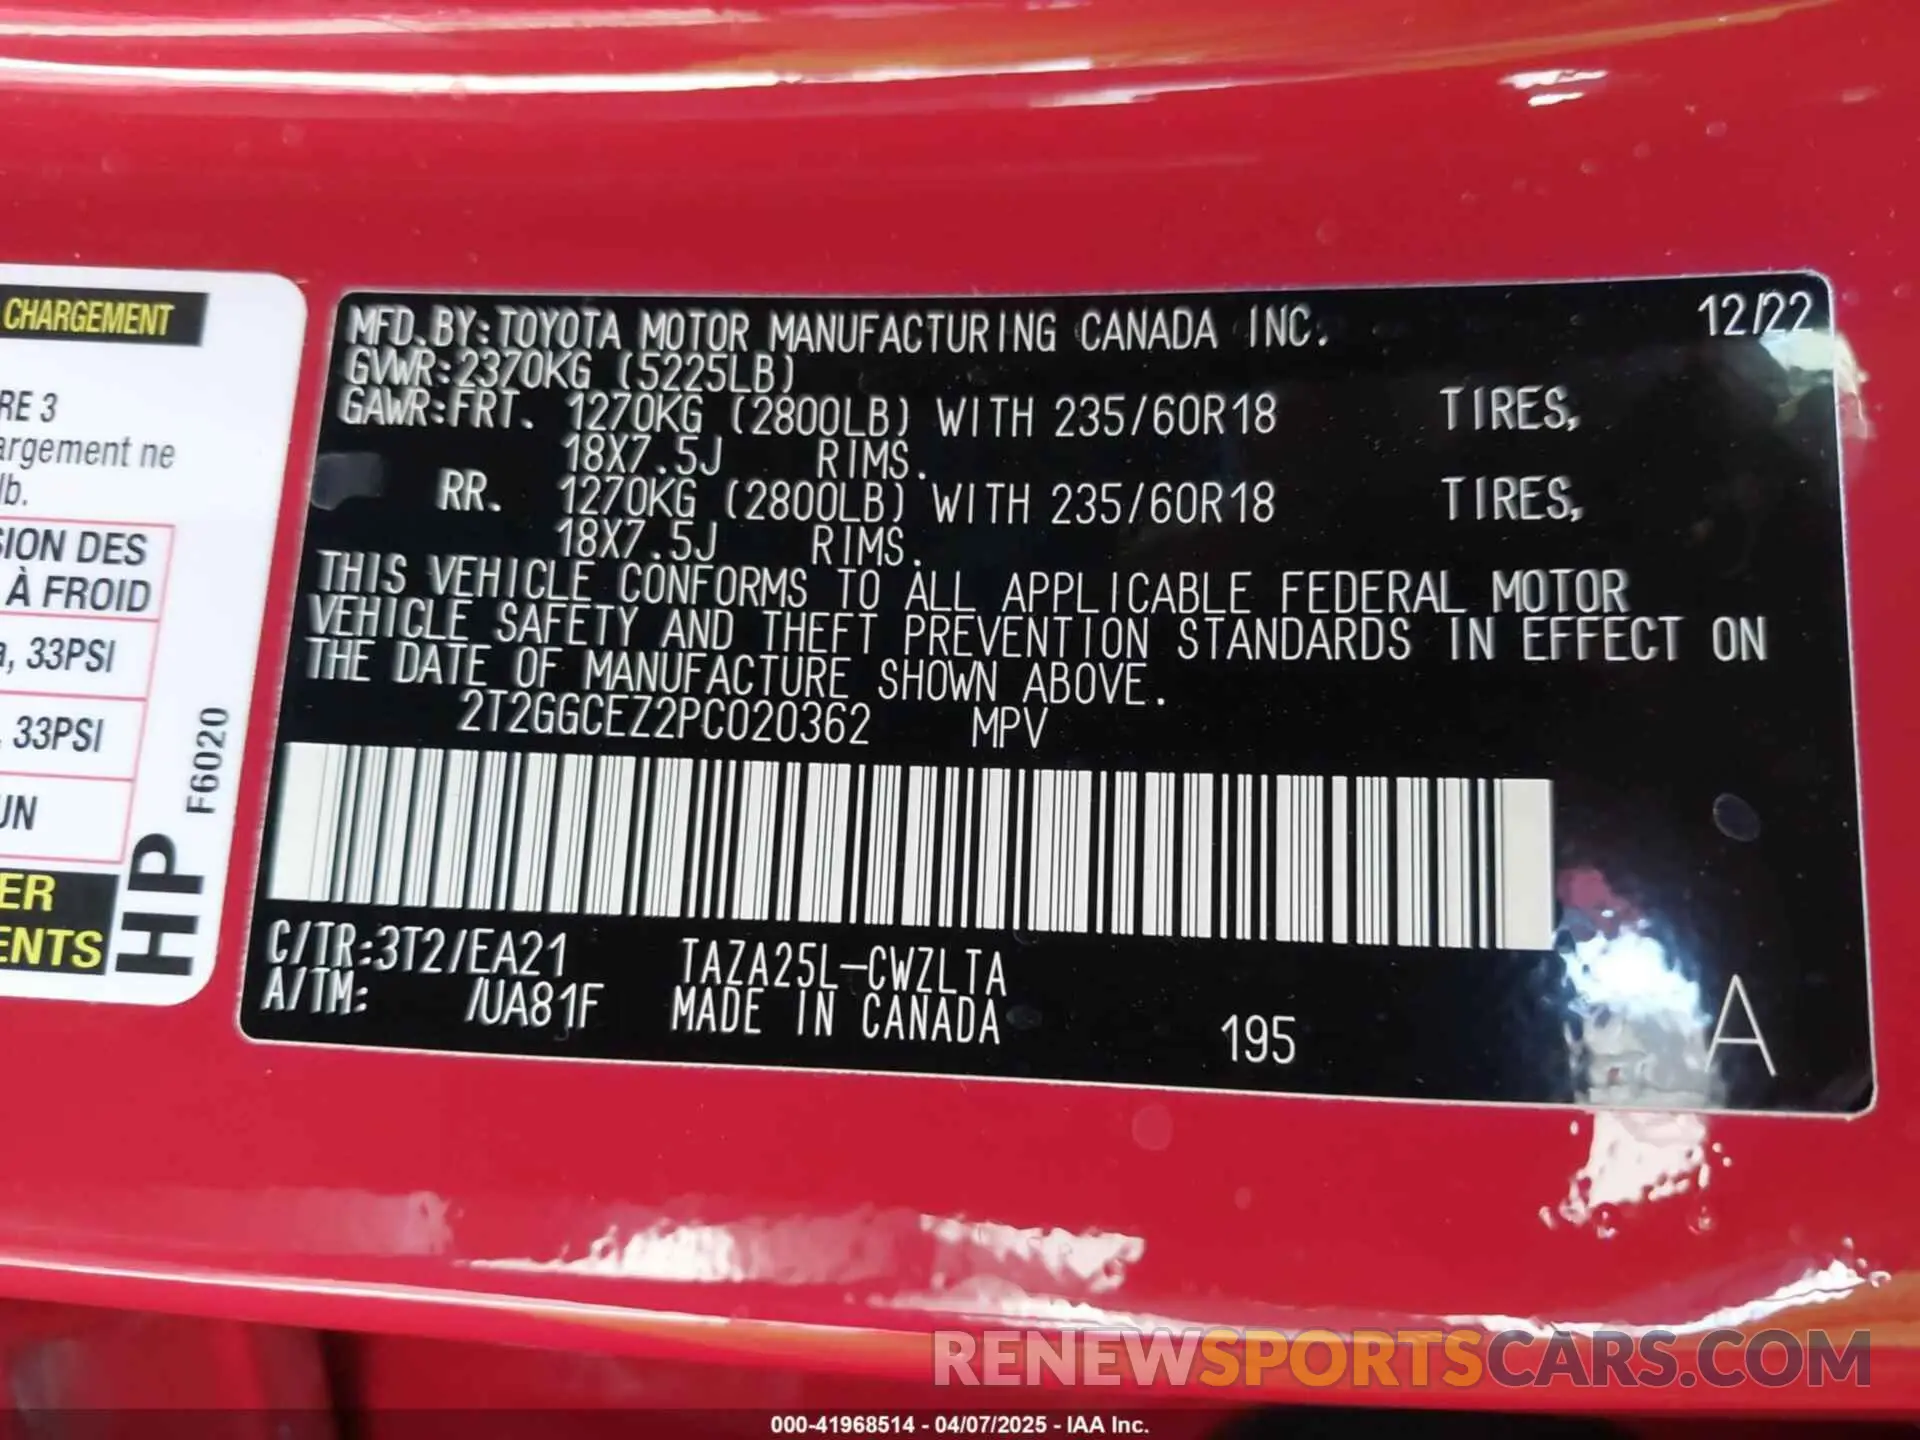 CHARGEMENT
RE 3
argement ne
lb.
SION DES
À FROID
a, 33PSI
, 33PSI
UN
ER
ENTS
HP
F6020
MFD.BY:TOYOTA MOTOR MANUFACTURING CANADA INC. 12/22
GVWR:2370KG (5225LB)
GAWR:FRT. 1270KG (2800LB) WITH 235/60R18 TIRES,
18X7.5J RIMS.
RR. 1270KG (2800LB) WITH 235/60R18 TIRES,
18X7.5J RIMS.
THIS VEHICLE CONFORMS TO ALL APPLICABLE FEDERAL MOTOR
VEHICLE SAFETY AND THEFT PREVENTION STANDARDS IN EFFECT ON
THE DATE OF MANUFACTURE SHOWN ABOVE.
2T2GGCEZ2PC020362 MPV
C/TR:3T2/EA21 TAZA25L-CWZLTA
A/TM: /UA81F MADE IN CANADA 195 A
RENEWSPORTSCARS.COM
000-41968514 - 04/07/2025 - IAA Inc.